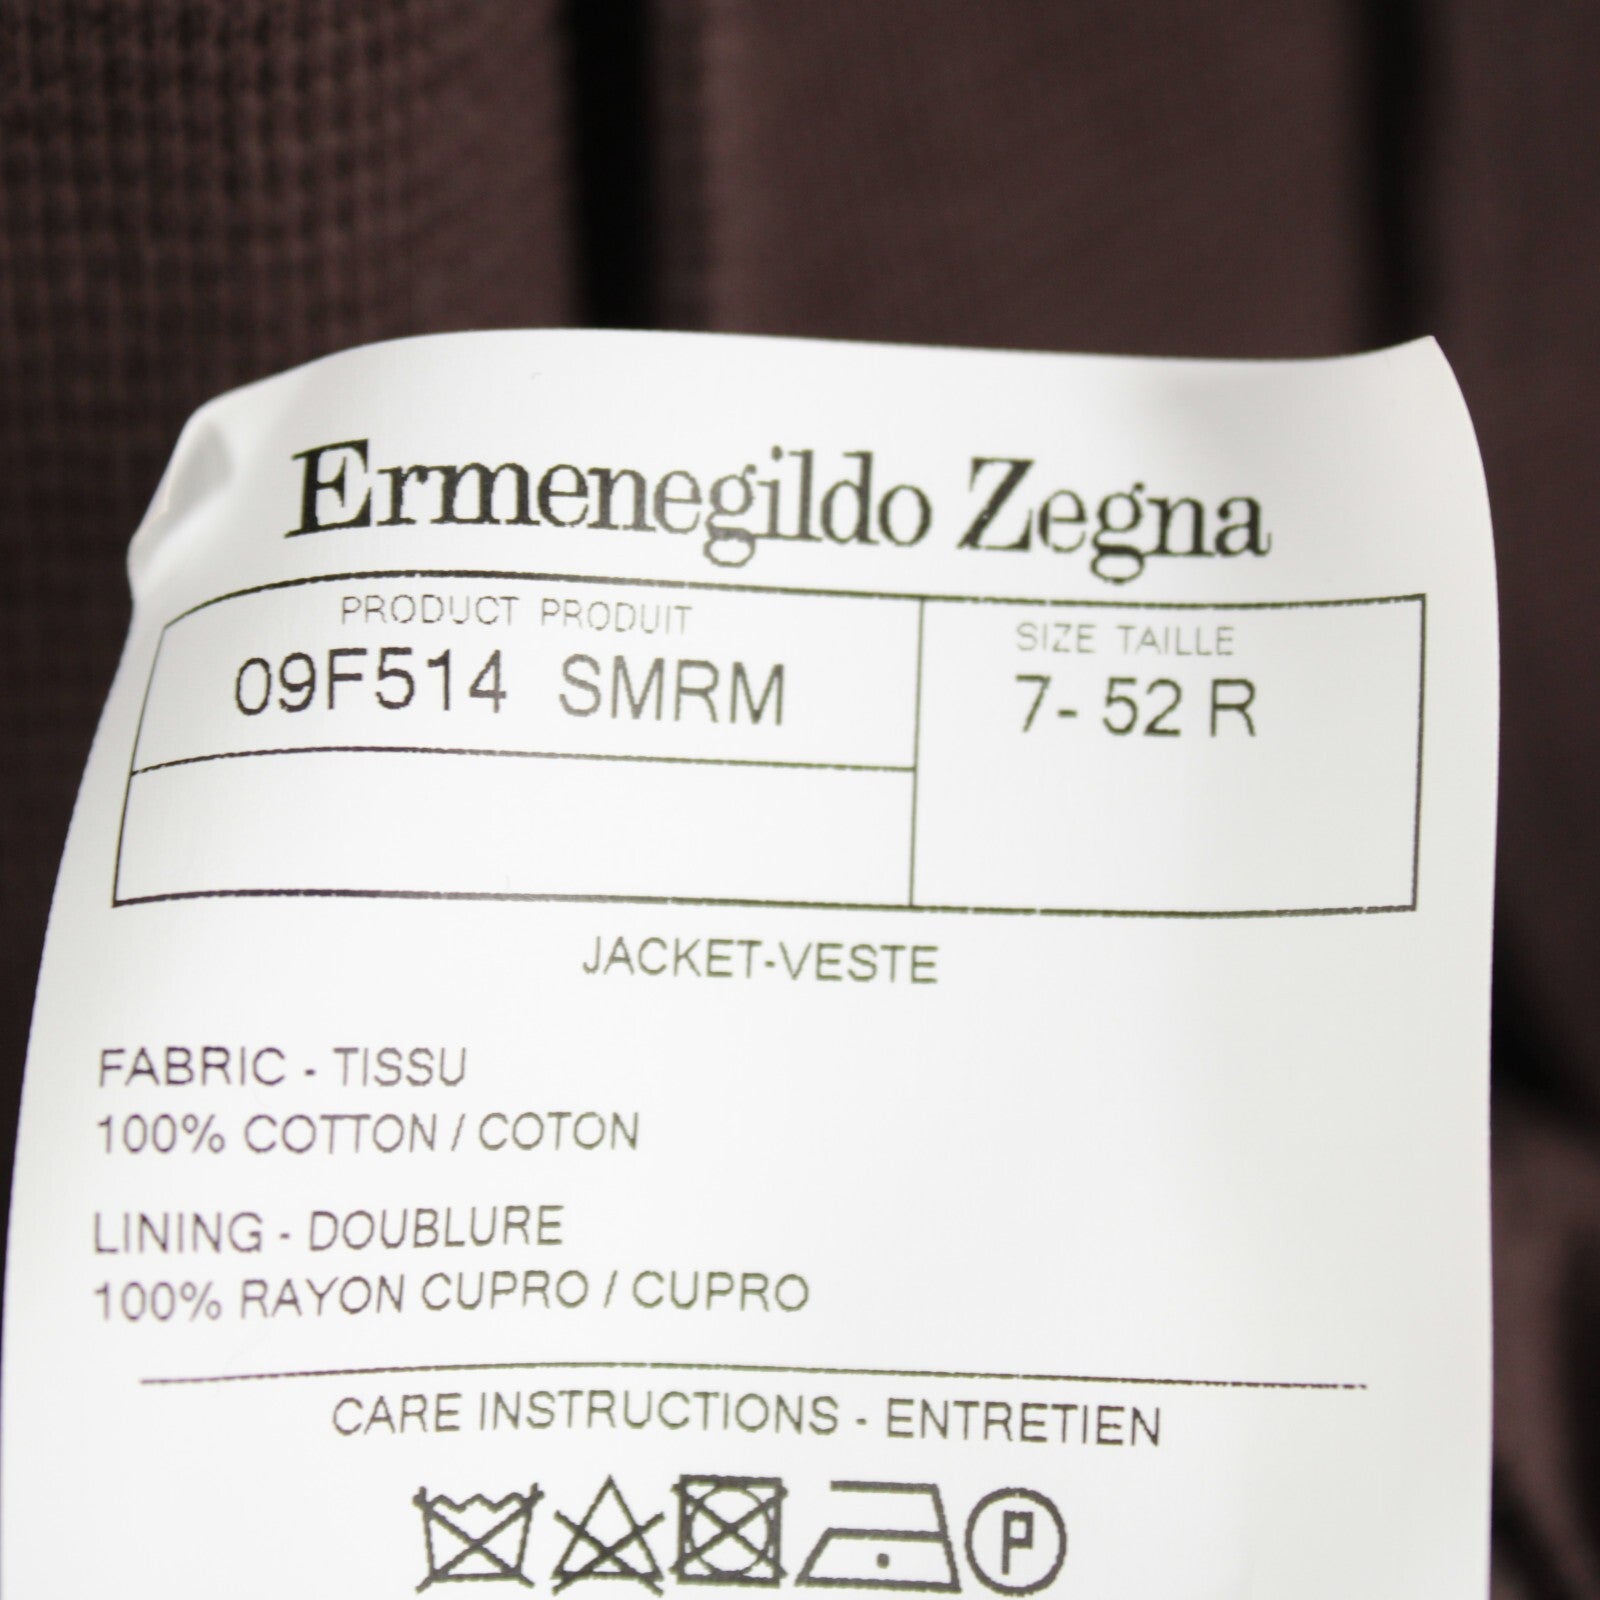 Ermenegildo Zegna
PRODUCT PRODUIT
09F514 SMRM
SIZE TAILLE
7- 52 R
JACKET-VESTE
FABRIC - TISSU
100% COTTON / COTON
LINING - DOUBLURE
100% RAYON CUPRO / CUPRO
CARE INSTRUCTIONS - ENTRETIEN
P